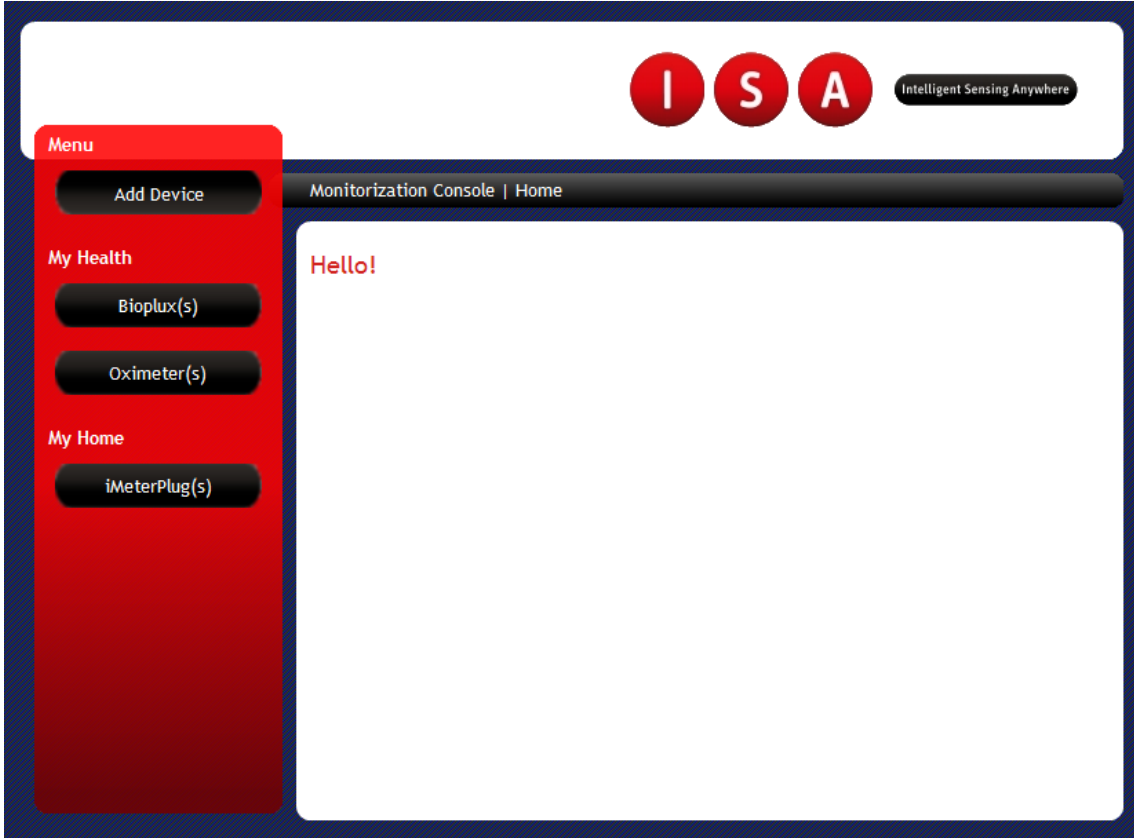 I S A
Intelligent Sensing Anywhere
Menu
Add Device
Monitorization Console | Home
My Health
Hello!
Bioplux(s)
Oximeter(s)
My Home
iMeterPlug(s)